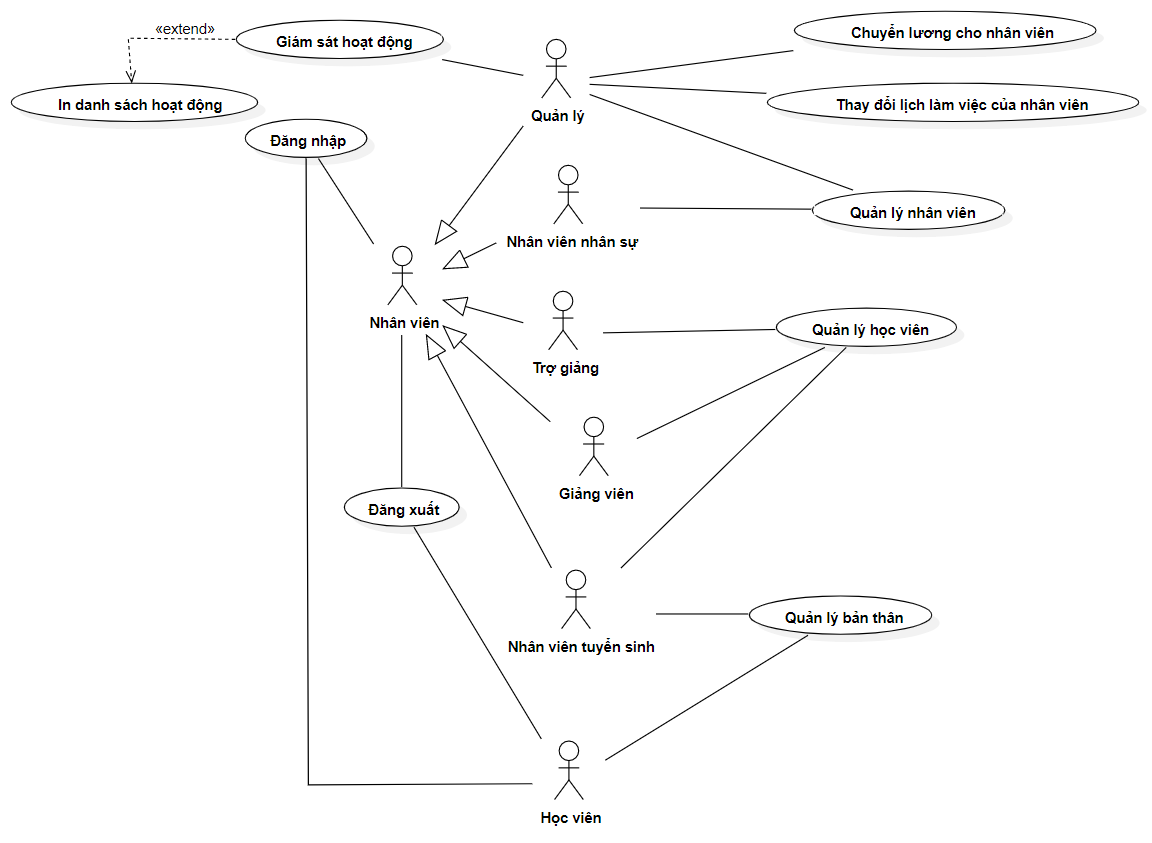 «extend»
Giám sát hoạt động
Chuyển lương cho nhân viên
In danh sách hoạt động
Thay đổi lịch làm việc của nhân viên
Quản lý
Đăng nhập
Quản lý nhân viên
Nhân viên nhân sự
Nhân viên
Quản lý học viên
Trợ giảng
Giảng viên
Đăng xuất
Quản lý bản thân
Nhân viên tuyển sinh
Học viên